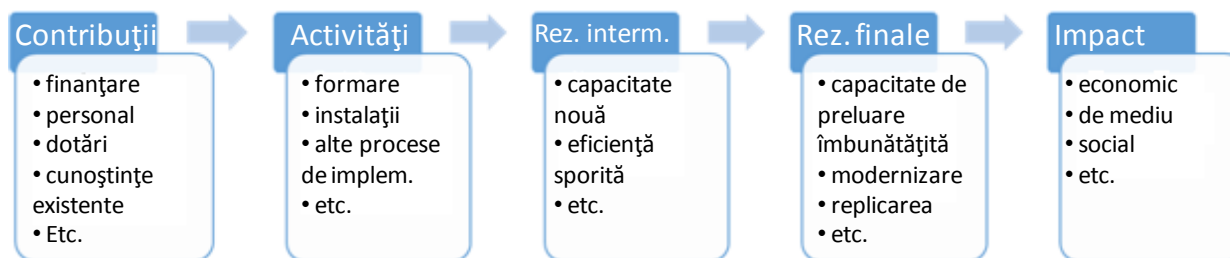 Contribuţii
• finanţare
• personal
• dotări
• cunoştinţe
existente
• Etc.
Activităţi
• formare
• instalaţii
• alte procese
de implem.
• etc.
Rez. interm.
• capacitate
nouă
• eficienţă
sporită
• etc.
Rez. finale
• capacitate de
preluare
îmbunătăţită
• modernizare
• replicarea
• etc.
Impact
• economic
• de mediu
• social
• etc.